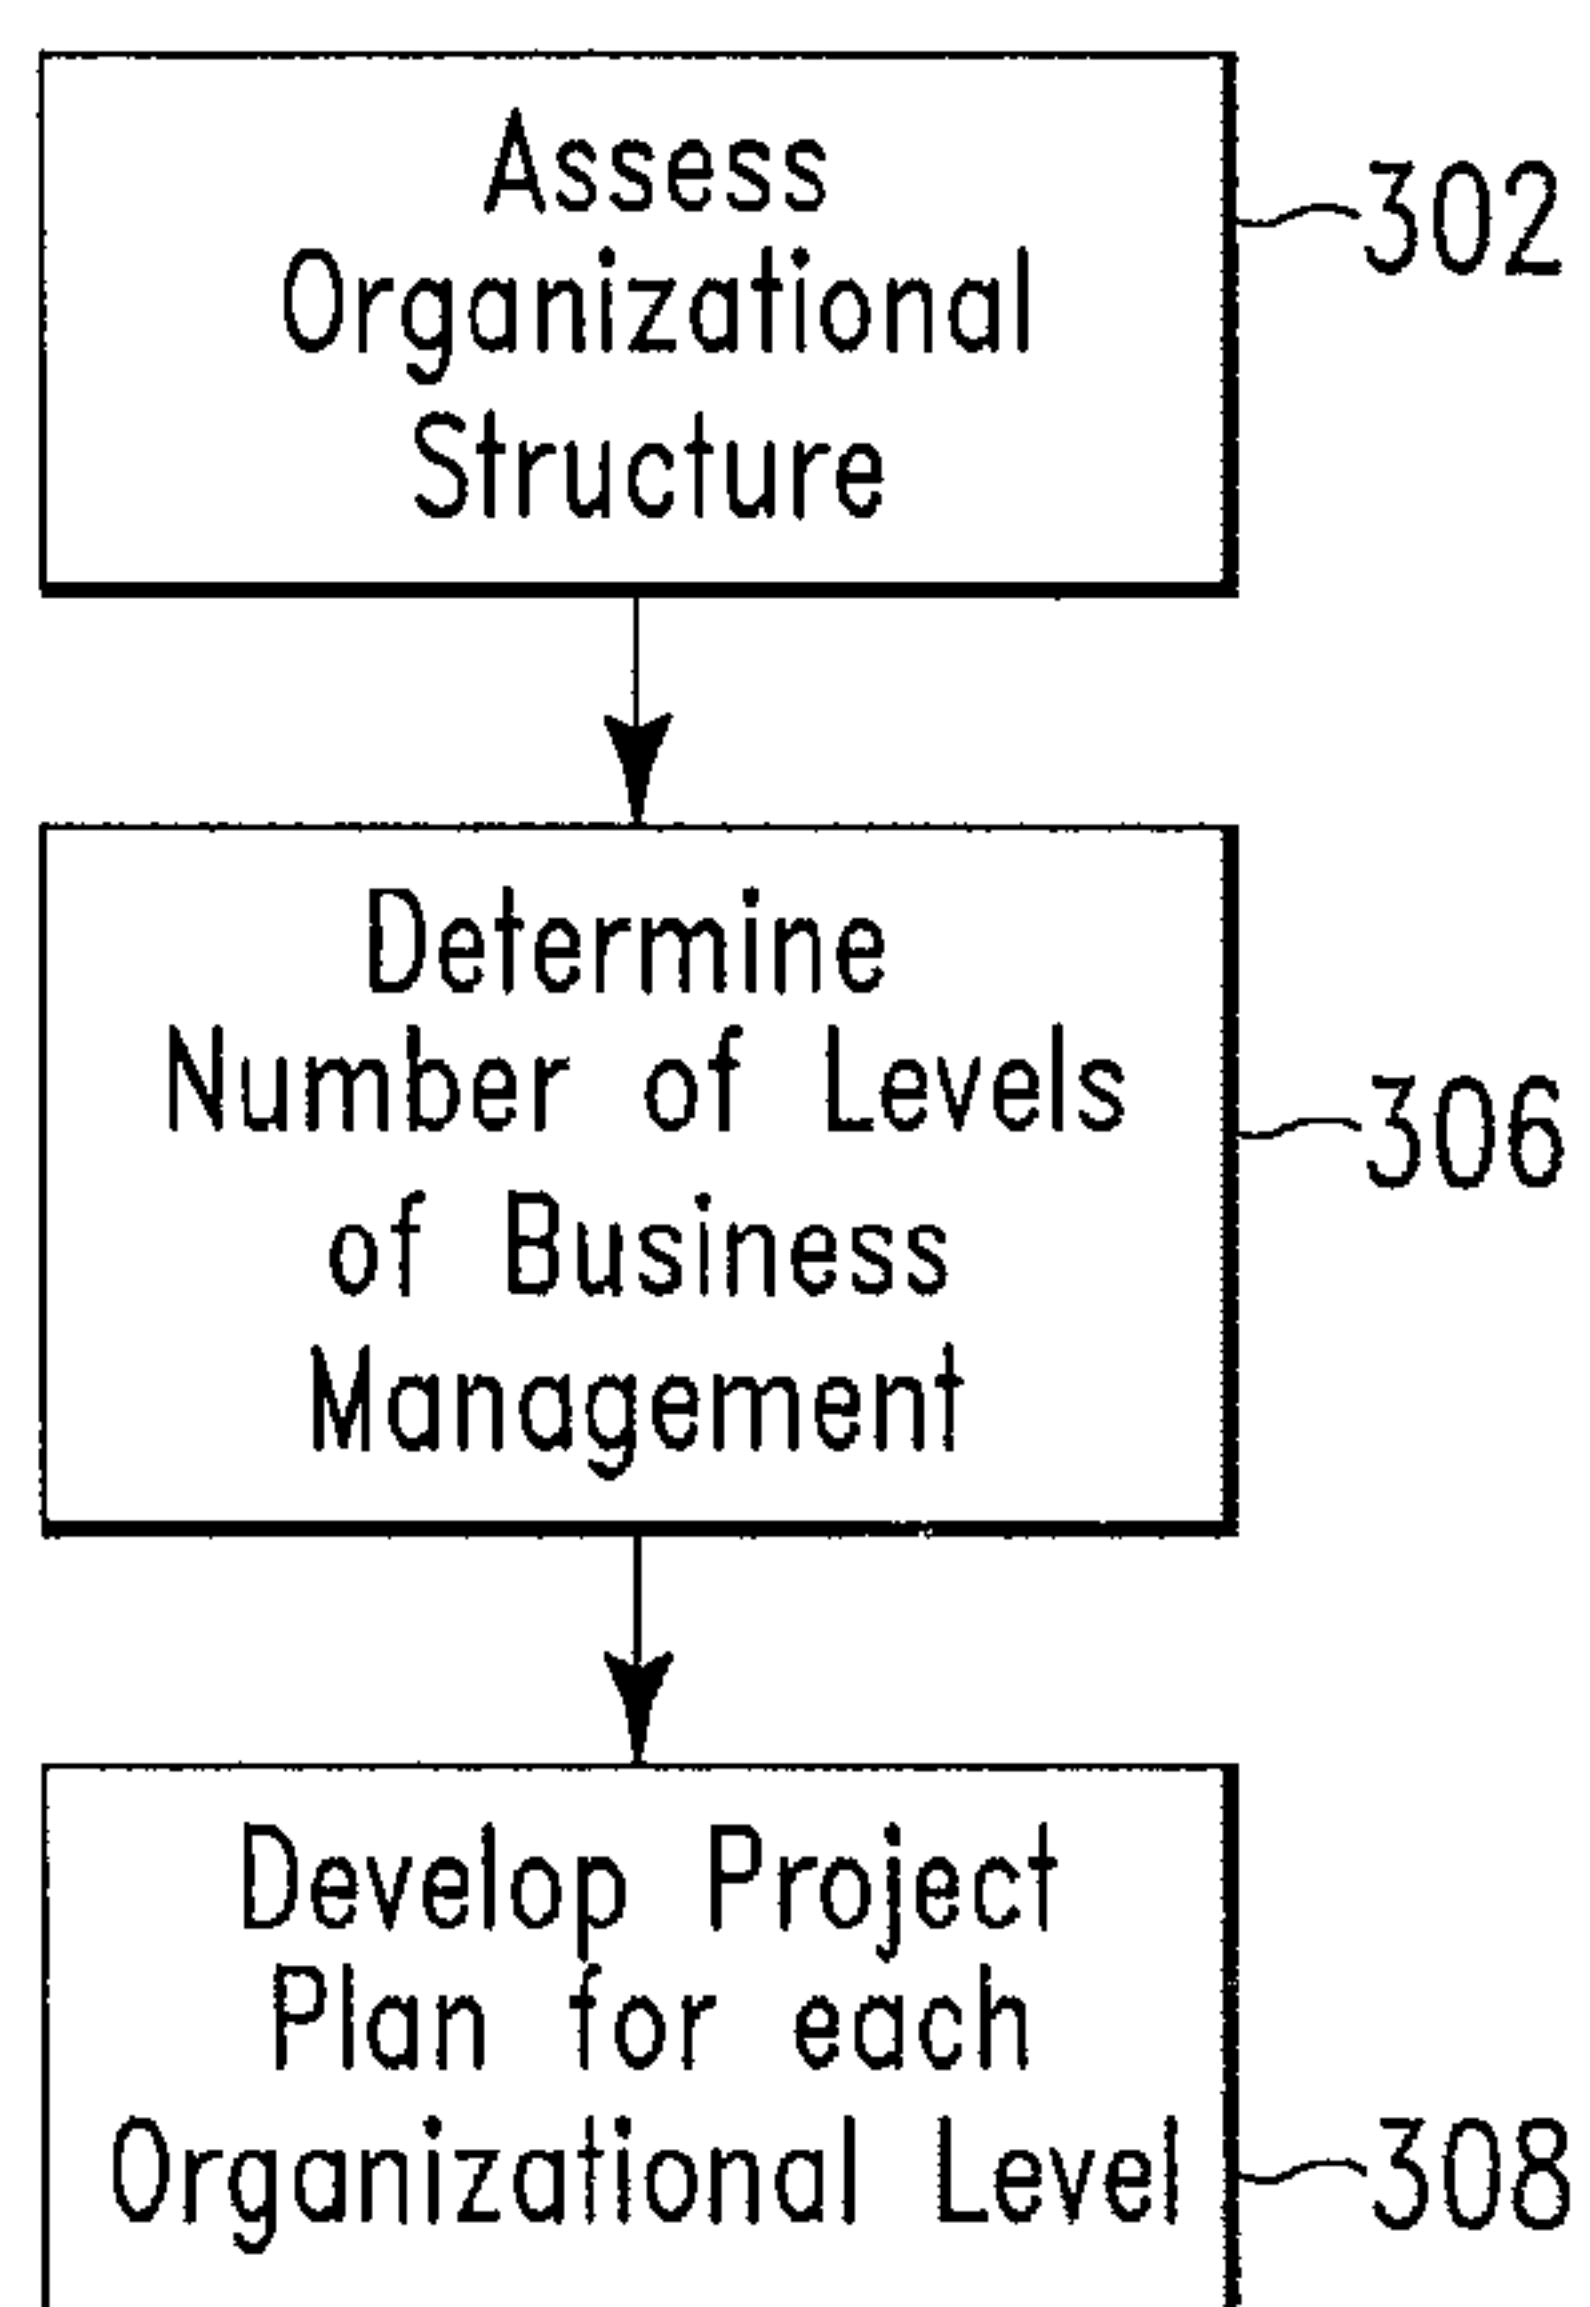 Assess
Organizational
Structure
302
Determine
Number of Levels
of Business
Management
306
Develop Project
Plan for each
Organizational Level
308